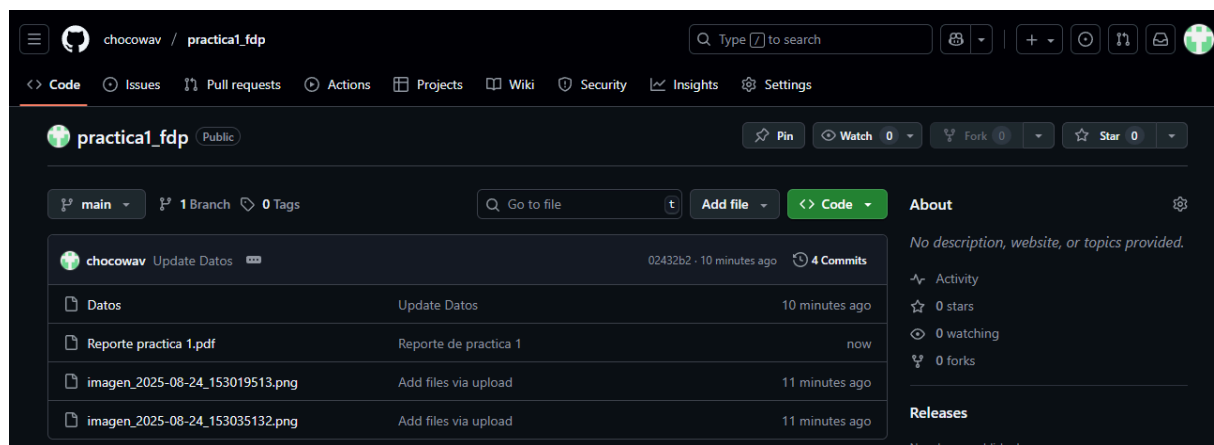 chocowav / practica1_fdp
Type / to search
<> Code Issues Pull requests Actions Projects Wiki Security Insights Settings
practica1_fdp Public
Pin Watch 0 Fork 0 Star 0
main 1 Branch 0 Tags
Go to file t Add file <> Code
chocowav Update Datos 02432b2 · 10 minutes ago 4 Commits
Datos Update Datos 10 minutes ago
Reporte practica 1.pdf Reporte de practica 1 now
imagen_2025-08-24_153019513.png Add files via upload 11 minutes ago
imagen_2025-08-24_153035132.png Add files via upload 11 minutes ago
About
No description, website, or topics provided.
Activity
0 stars
0 watching
0 forks
Releases